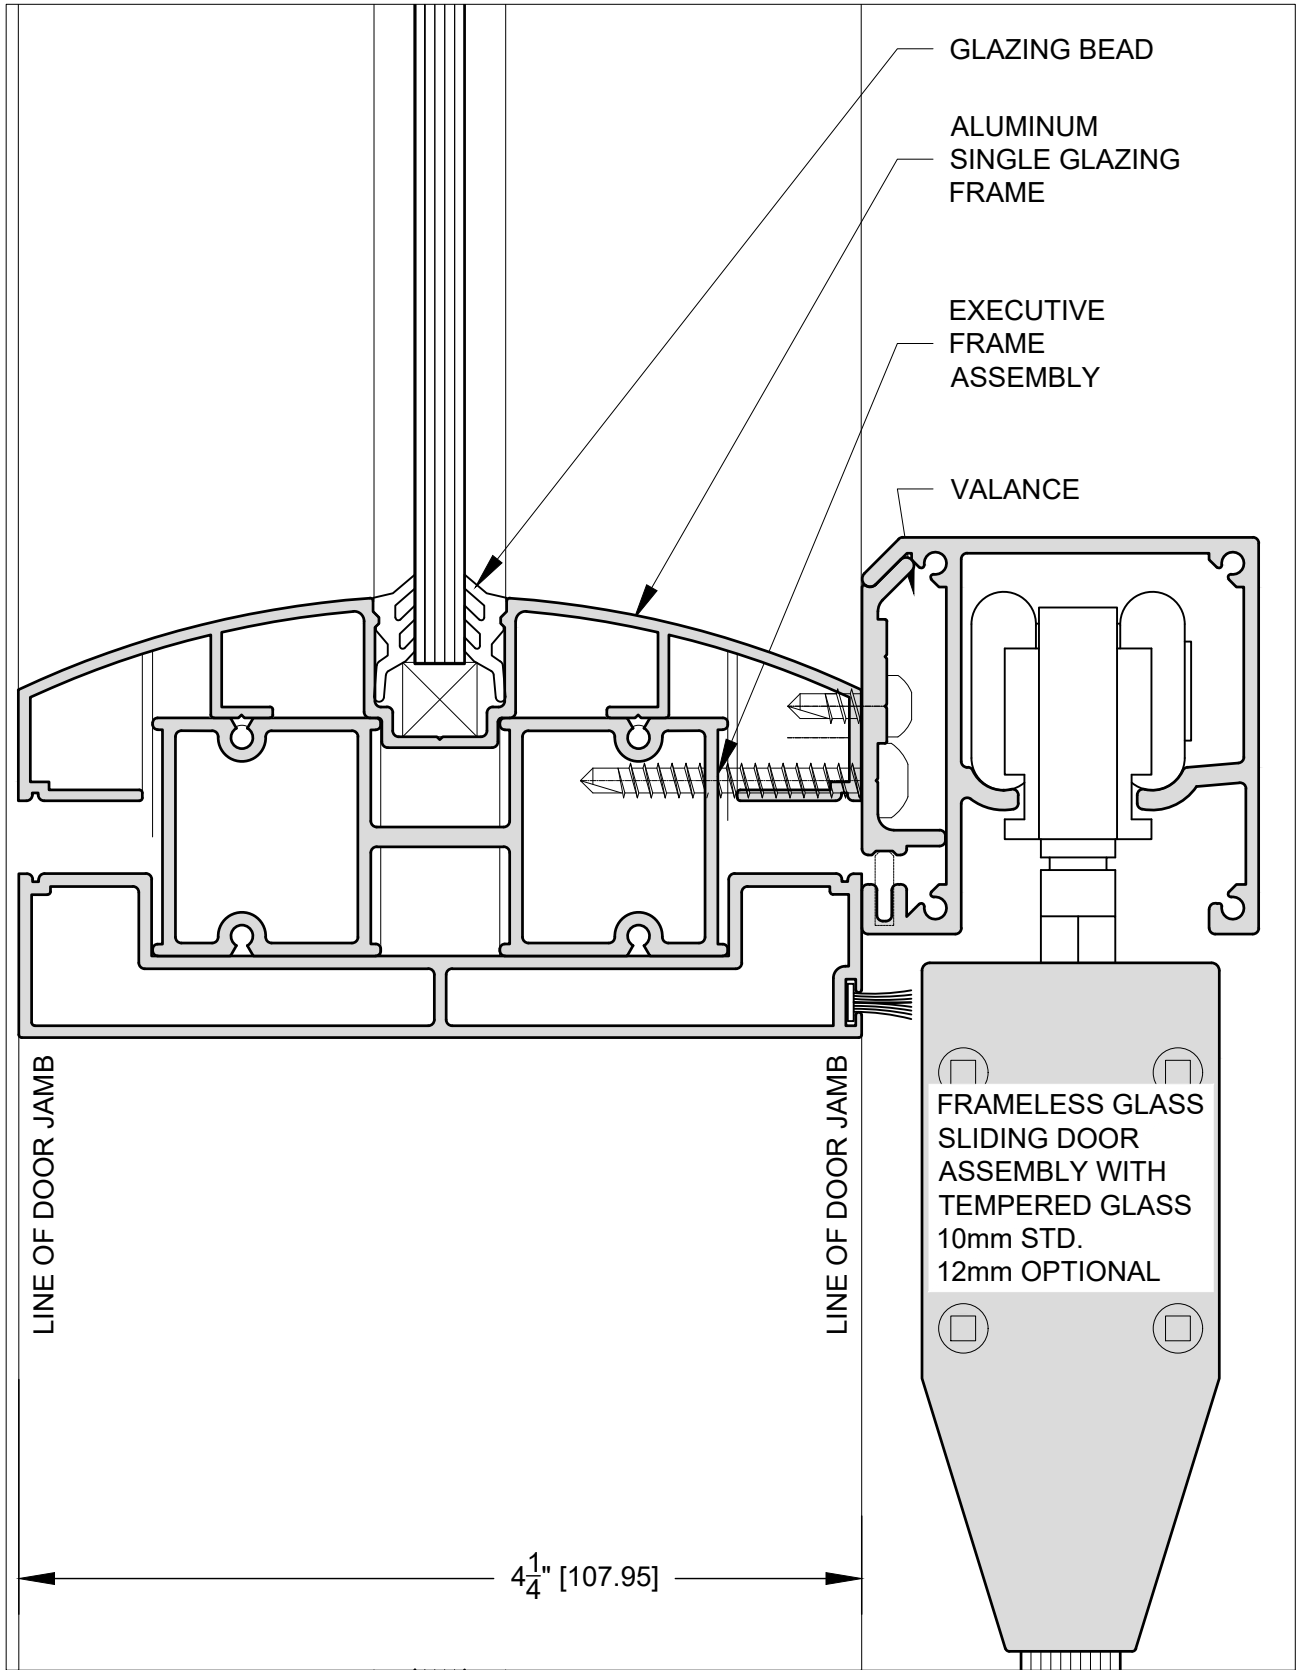 GLAZING BEAD
ALUMINUM
SINGLE GLAZING
FRAME
EXECUTIVE
FRAME
ASSEMBLY
VALANCE
LINE OF DOOR JAMB
LINE OF DOOR JAMB
FRAMELESS GLASS
SLIDING DOOR
ASSEMBLY WITH
TEMPERED GLASS
10mm STD.
12mm OPTIONAL
4 1/4" [107.95]